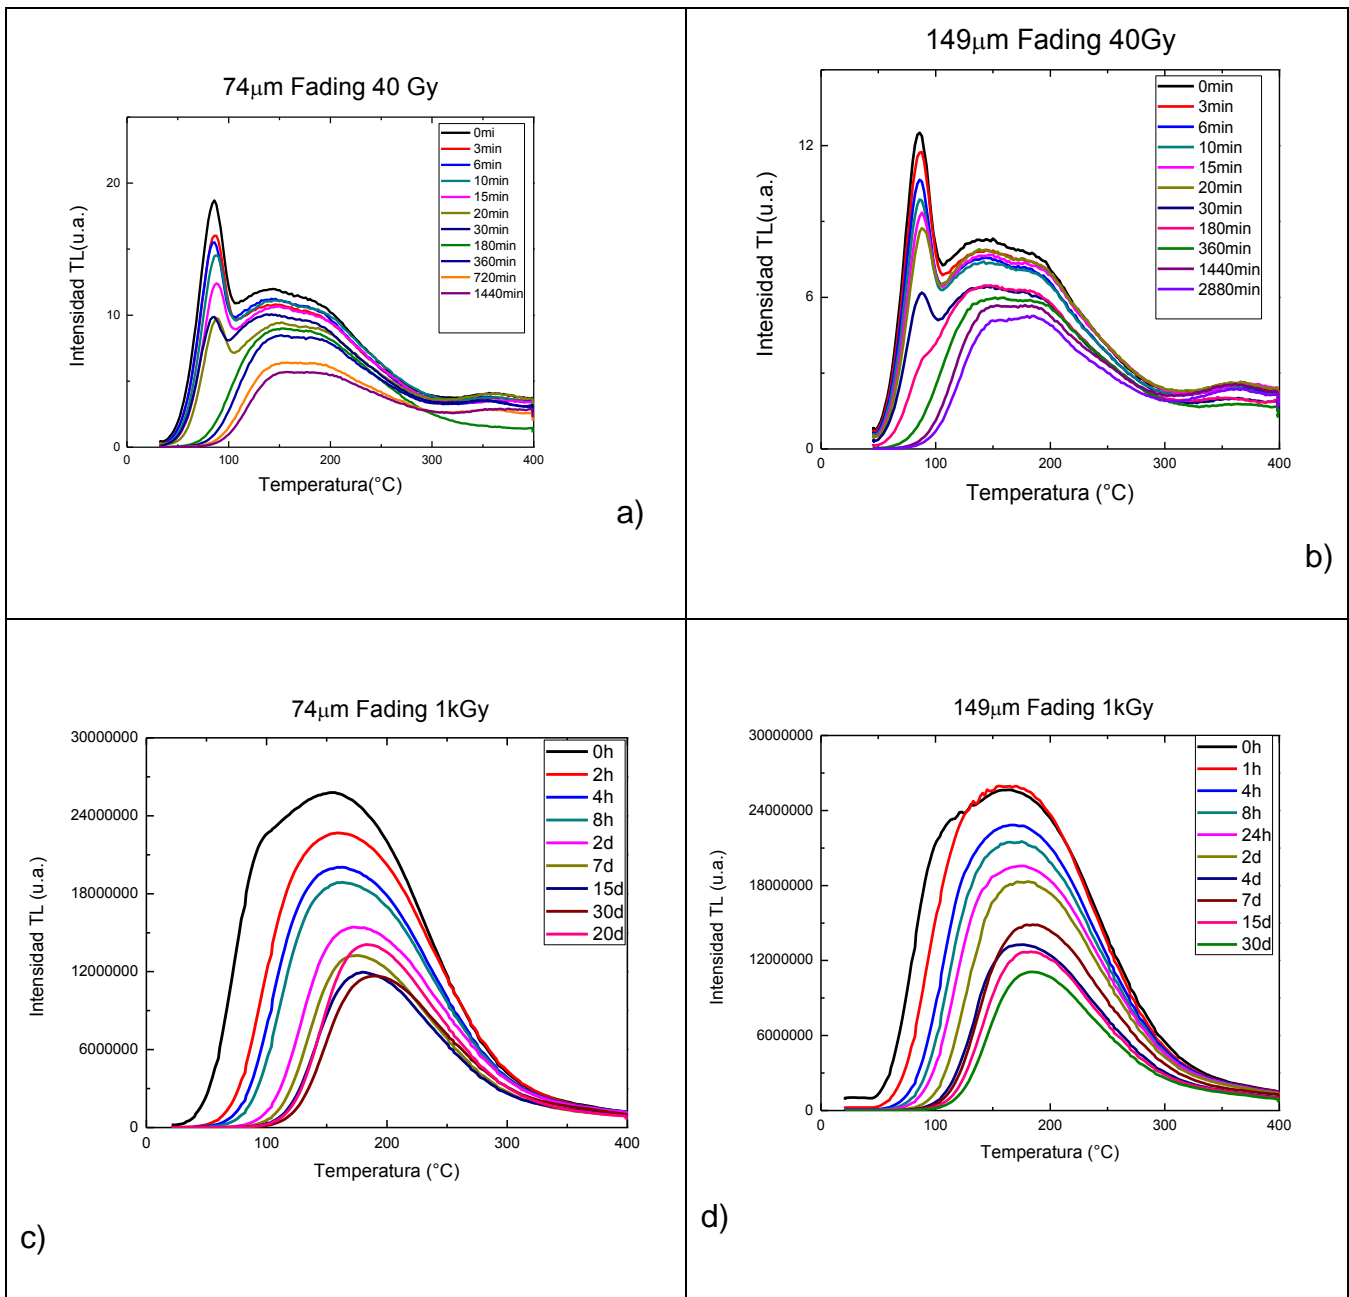 74µm Fading 40 Gy
Intensidad TL(u.a.)
20
10
0
0mi
3min
6min
10min
15min
20min
30min
180min
360min
720min
1440min
0 100 200 300 400
Temperatura(°C)
a)
149µm Fading 40Gy
Intensidad TL(u.a.)
12
6
0
0min
3min
6min
10min
15min
20min
30min
180min
360min
1440min
2880min
0 100 200 300 400
Temperatura (°C)
b)
74µm Fading 1kGy
Intensidad TL (u.a.)
30000000
24000000
18000000
12000000
6000000
0
0h
2h
4h
8h
2d
7d
15d
30d
20d
0 100 200 300 400
Temperatura (°C)
c)
149µm Fading 1kGy
Intensidad TL (u.a.)
30000000
24000000
18000000
12000000
6000000
0
0h
1h
4h
8h
24h
2d
4d
7d
15d
30d
0 100 200 300 400
Temperatura (°C)
d)